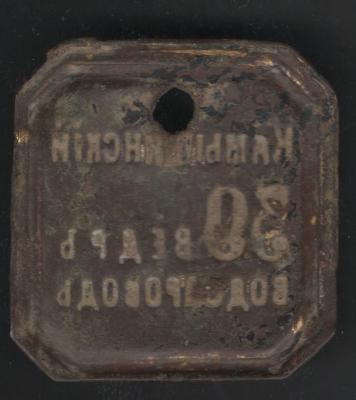 Камышинскій
30
ВЕДРЪ
ВОДОПРОВОДЪ